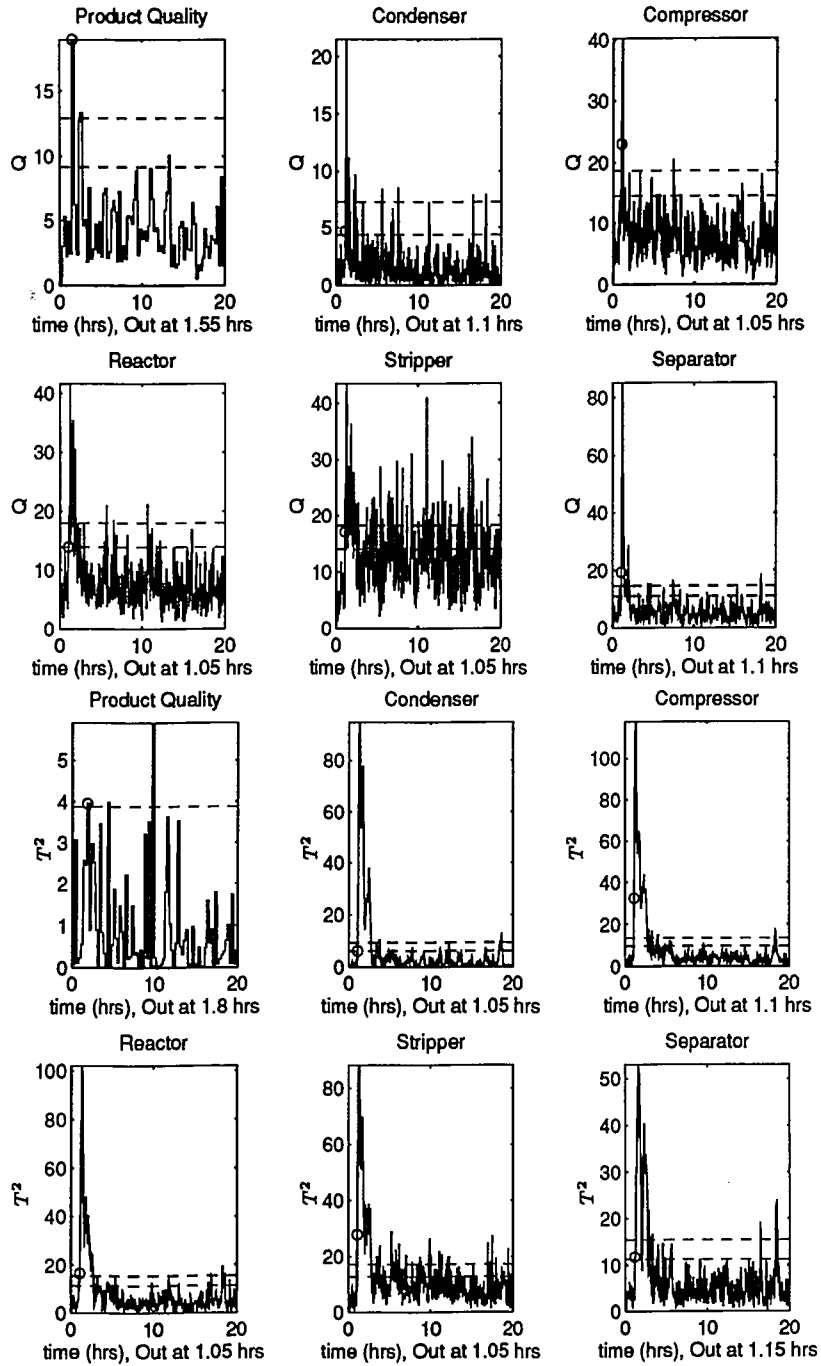 Product Quality Condenser Compressor
15
10
5
0
Q
0 10 20
time (hrs), Out at 1.55 hrs
20
15
10
5
0
Q
0 10 20
time (hrs), Out at 1.1 hrs
40
30
20
10
0
Q
0 10 20
time (hrs), Out at 1.05 hrs
Reactor Stripper Separator
40
30
20
10
0
Q
0 10 20
time (hrs), Out at 1.05 hrs
40
30
20
10
0
Q
0 10 20
time (hrs), Out at 1.05 hrs
80
60
40
20
0
Q
0 10 20
time (hrs), Out at 1.1 hrs
Product Quality Condenser Compressor
5
4
3
2
1
0
T²
0 10 20
time (hrs), Out at 1.8 hrs
80
60
40
20
0
T²
0 10 20
time (hrs), Out at 1.05 hrs
100
80
60
40
20
0
T²
0 10 20
time (hrs), Out at 1.1 hrs
Reactor Stripper Separator
100
80
60
40
20
0
T²
0 10 20
time (hrs), Out at 1.05 hrs
80
60
40
20
0
T²
0 10 20
time (hrs), Out at 1.05 hrs
50
40
30
20
10
0
T²
0 10 20
time (hrs), Out at 1.15 hrs